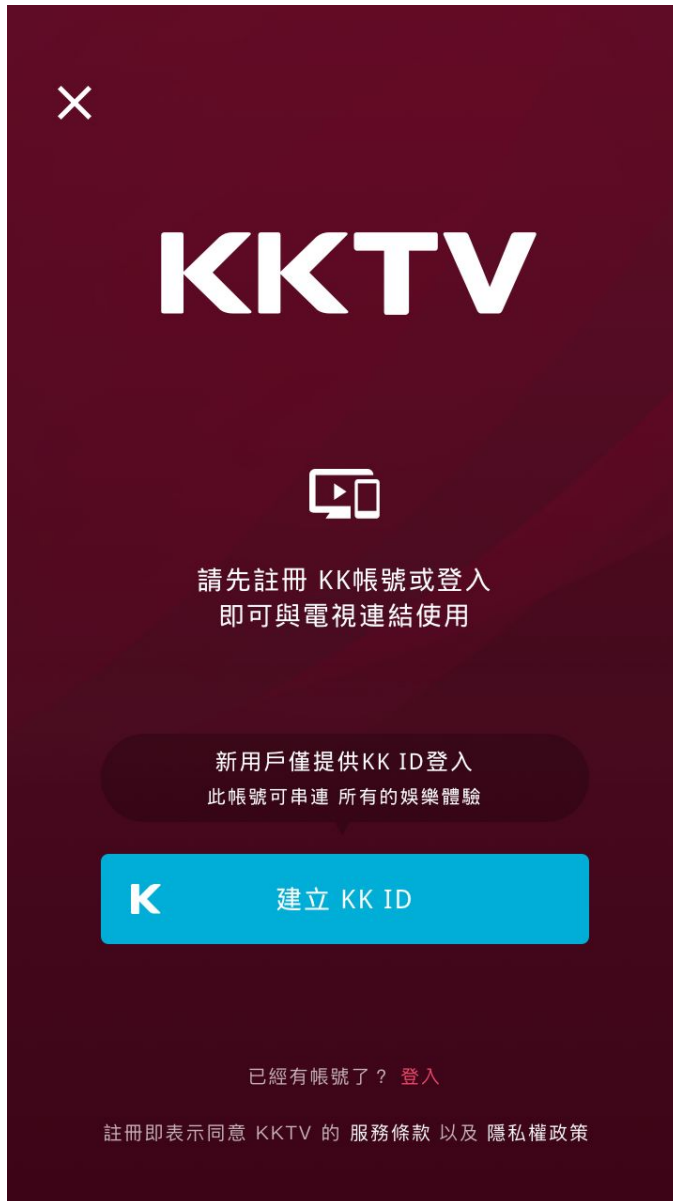 KKTV
請先註冊 KK帳號或登入
即可與電視連結使用
新用戶僅提供KK ID登入
此帳號可串連 所有的娛樂體驗
K 建立 KK ID
已經有帳號了？ 登入
註冊即表示同意 KKTV 的 服務條款 以及 隱私權政策